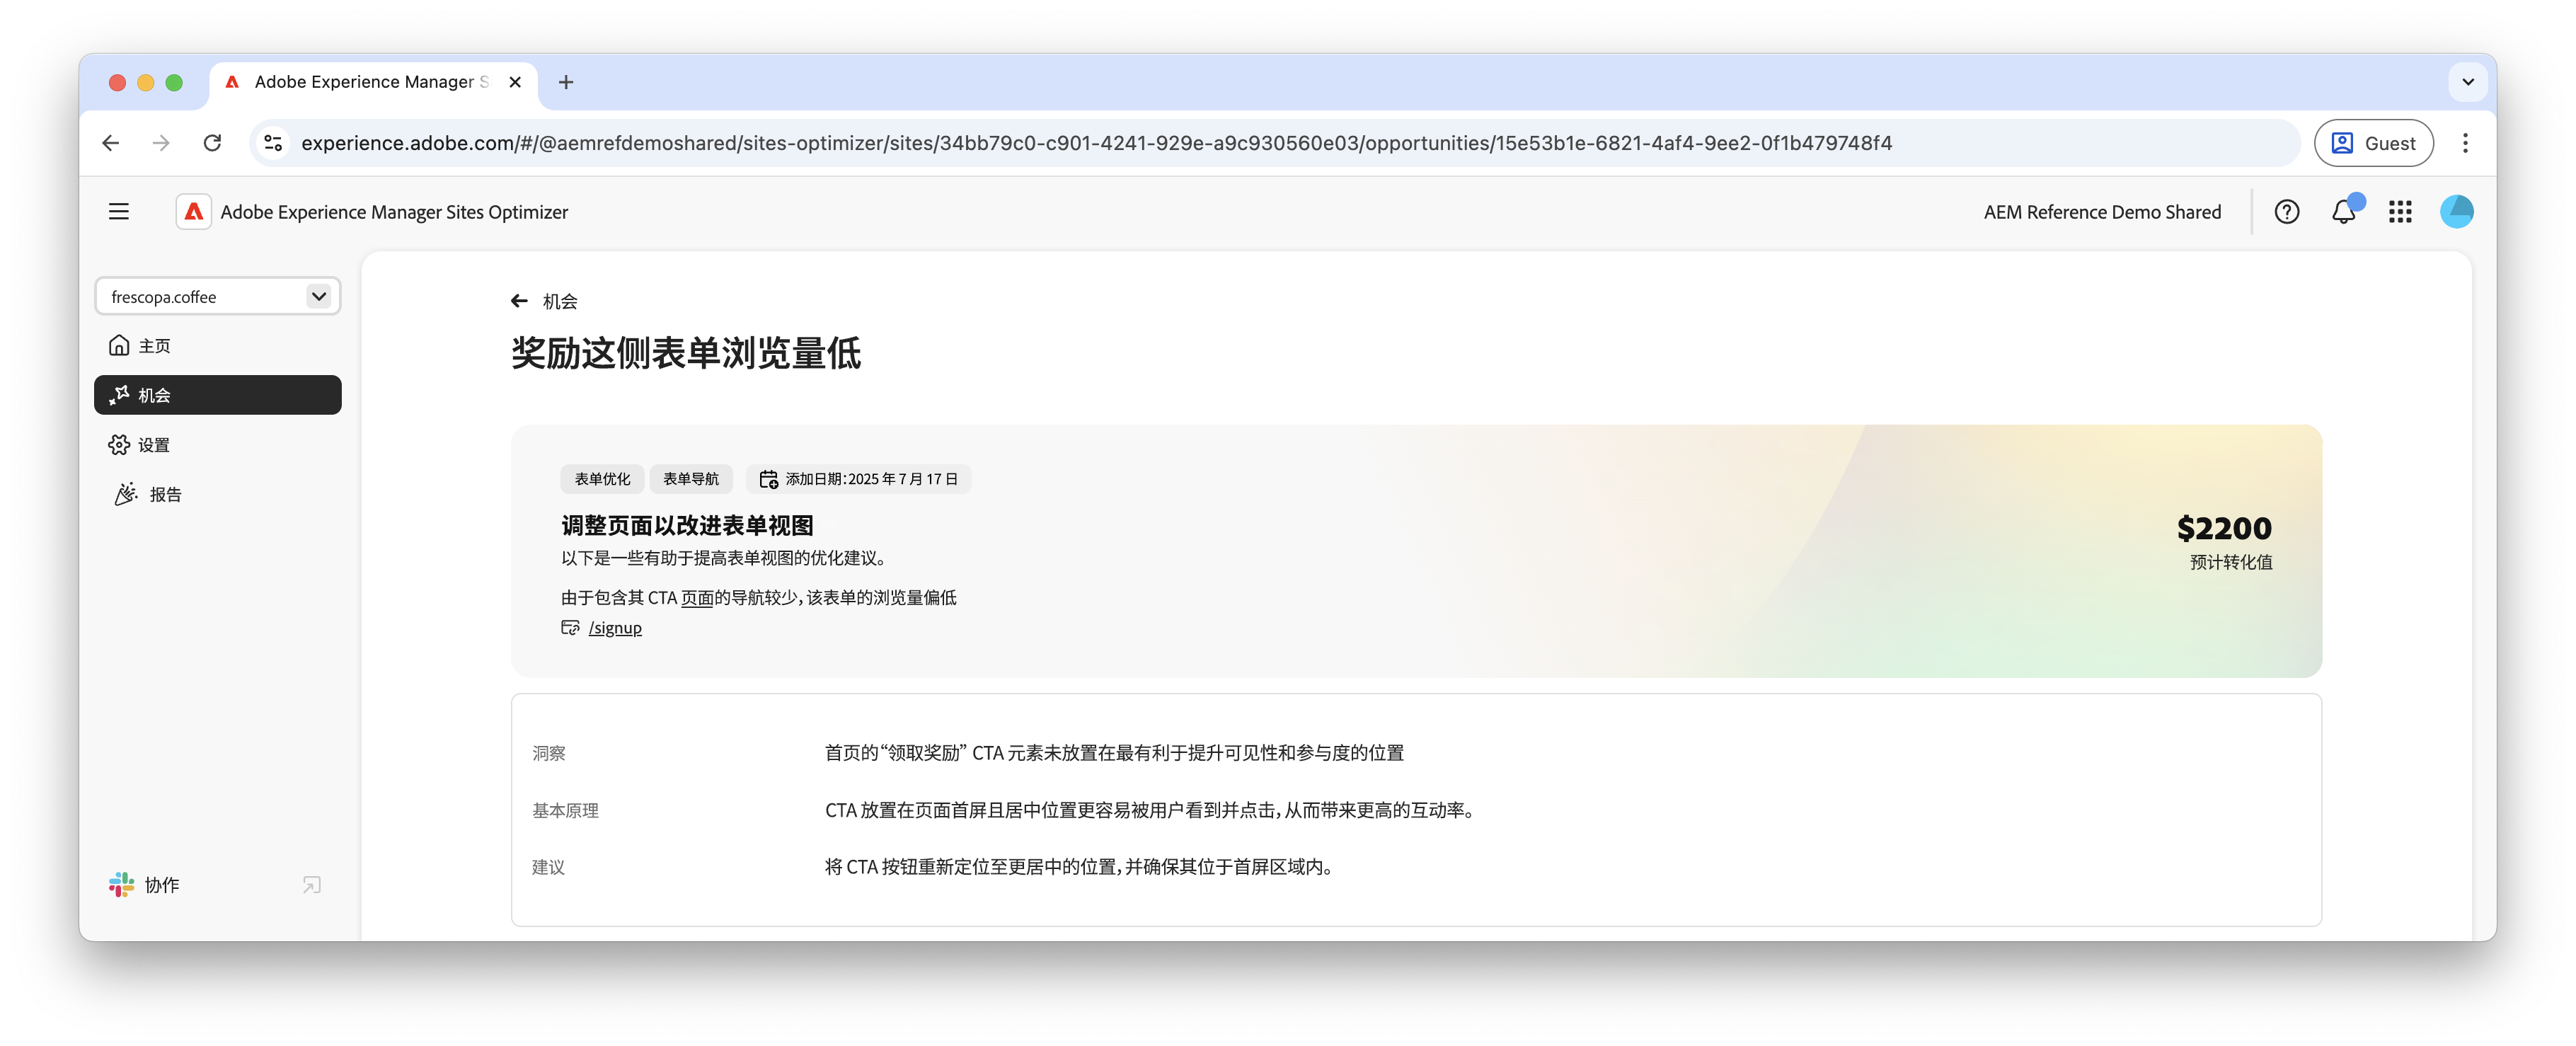 Adobe Experience Manager S
experience.adobe.com/#/@aemrefdemoshared/sites-optimizer/sites/34bb79c0-c901-4241-929e-a9c930560e03/opportunities/15e53b1e-6821-4af4-9ee2-0f1b479748f4
Guest
Adobe Experience Manager Sites Optimizer
AEM Reference Demo Shared
frescopa.coffee
主页
机会
设置
报告
协作
机会
奖励这侧表单浏览量低
表单优化 表单导航 添加日期：2025 年 7 月 17 日
调整页面以改进表单视图
以下是一些有助于提高表单视图的优化建议。
由于包含其 CTA 页面的导航较少，该表单的浏览量偏低
/signup
$2200
预计转化值
洞察 首页的“领取奖励” CTA 元素未放置在最有利于提升可见性和参与度的位置
基本原理 CTA 放置在页面首屏且居中位置更容易被用户看到并点击，从而带来更高的互动率。
建议 将 CTA 按钮重新定位至更居中的位置，并确保其位于首屏区域内。